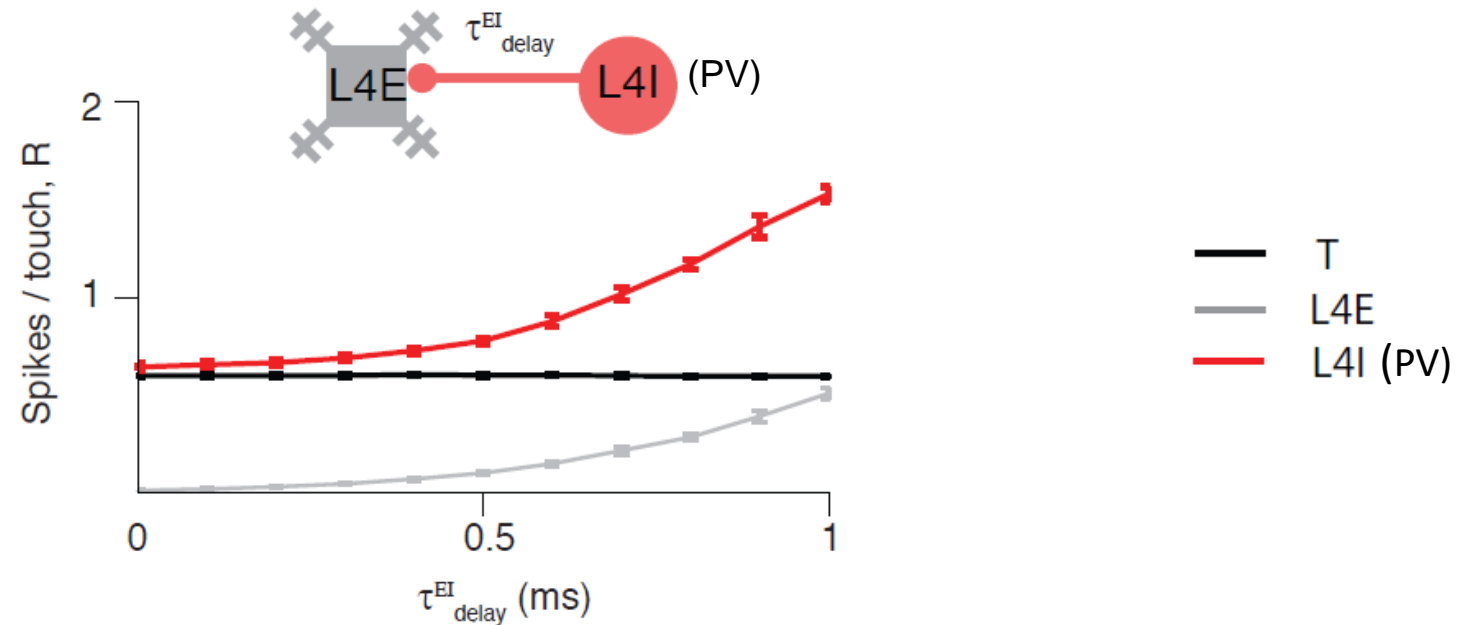 τEIdelay
L4E
L4I (PV)
2
1
Spikes / touch, R
0
0.5
1
τEIdelay (ms)
T
L4E
L4I (PV)